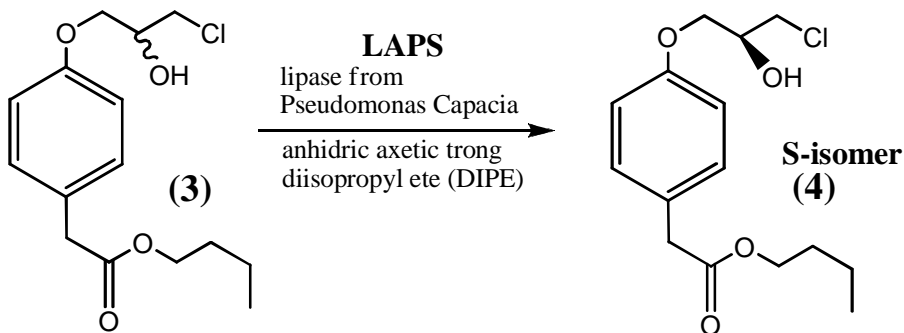 O
Cl
OH
(3)
O
O
LAPS
lipase from
Pseudomonas Capacia
anhidric axetic trong
diisopropyl ete (DIPE)
O
Cl
OH
S-isomer
(4)
O
O